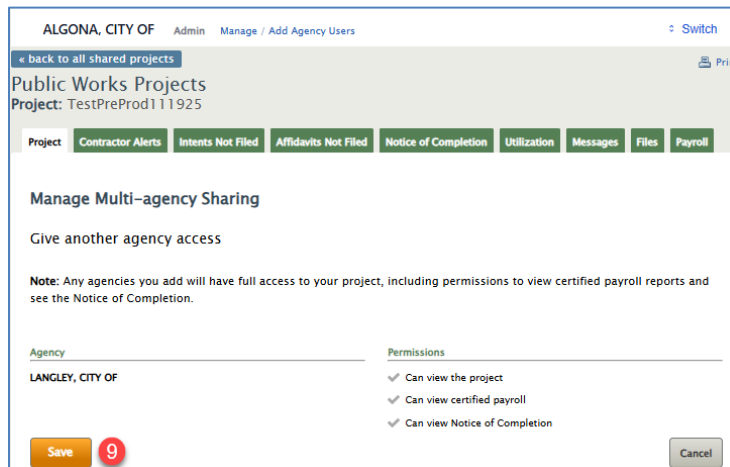 ALGONA, CITY OF Admin Manage / Add Agency Users Switch
« back to all shared projects
Public Works Projects
Project: TestPreProd111925
Project Contractor Alerts Intents Not Filed Affidavits Not Filed Notice of Completion Utilization Messages Files Payroll
Manage Multi-agency Sharing
Give another agency access
Note: Any agencies you add will have full access to your project, including permissions to view certified payroll reports and
see the Notice of Completion.
Agency Permissions
LANGLEY, CITY OF Can view the project
Can view certified payroll
Can view Notice of Completion
Save 9 Cancel